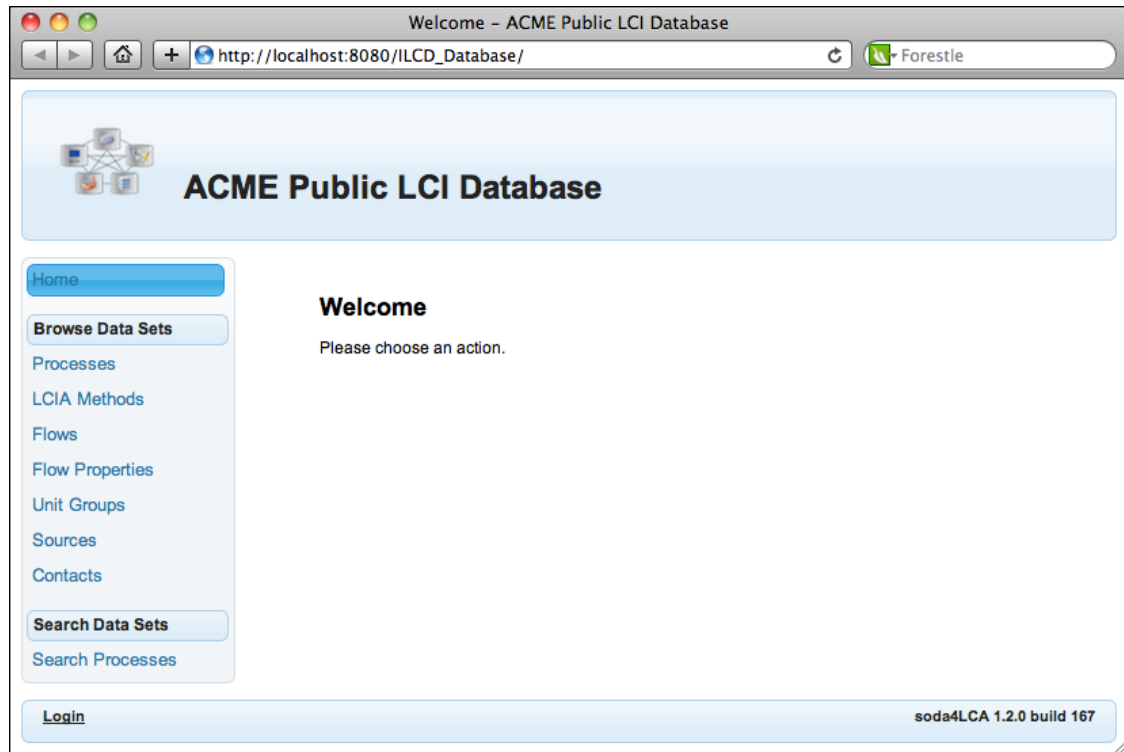 Welcome – ACME Public LCI Database
http://localhost:8080/ILCD_Database/
Forestle
ACME Public LCI Database
Home
Browse Data Sets
Processes
LCIA Methods
Flows
Flow Properties
Unit Groups
Sources
Contacts
Search Data Sets
Search Processes
Welcome
Please choose an action.
Login
soda4LCA 1.2.0 build 167